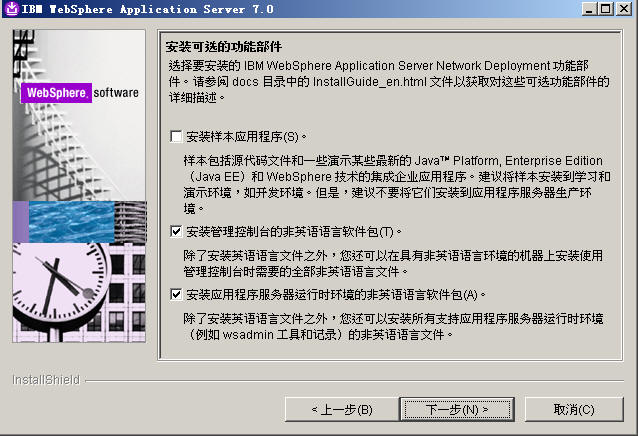 IBM WebSphere Application Server 7.0
WebSphere. software
安装可选的功能部件
选择要安装的 IBM WebSphere Application Server Network Deployment 功能部
件。请参阅 docs 目录中的 InstallGuide_en.html 文件以获取对这些可选功能部件的
详细描述。
安装样本应用程序(S)。
样本包括源代码文件和一些演示某些最新的 Java™ Platform, Enterprise Edition
（Java EE）和 WebSphere 技术的集成企业应用程序。建议将样本安装到学习和
演示环境，如开发环境。但是，建议不要将它们安装到应用程序服务器生产环
境。
安装管理控制台的非英语语言软件包(T)。
除了安装英语语言文件之外，您还可以在具有非英语语言环境的机器上安装使用
管理控制台时需要的全部非英语语言文件。
安装应用程序服务器运行时环境的非英语语言软件包(A)。
除了安装英语语言文件之外，您还可以安装所有支持应用程序服务器运行时环境
（例如 wsadmin 工具和记录）的非英语语言文件。
InstallShield
< 上一步(B)
下一步(N) >
取消(C)